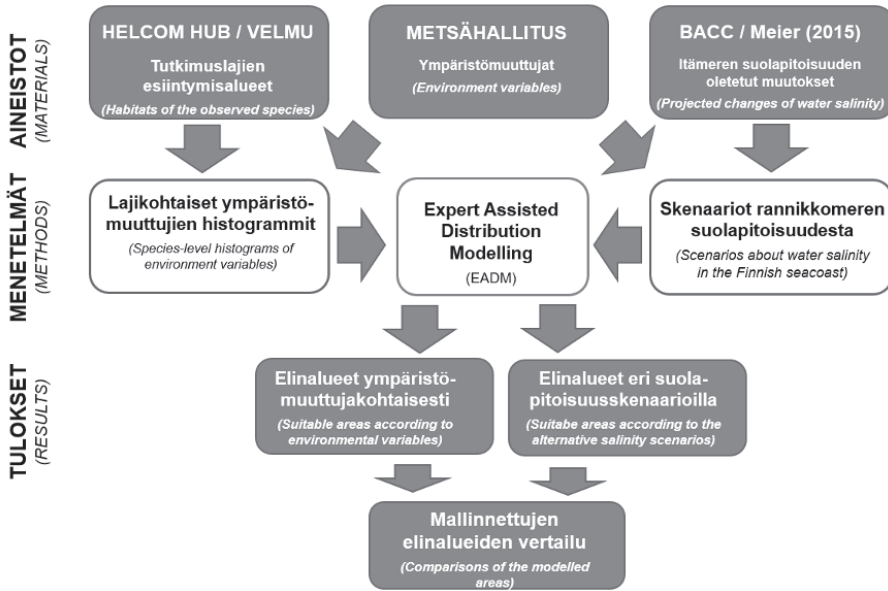 AINEISTOT
(MATERIALS)
HELCOM HUB / VELMU
Tutkimuslajien
esiintymisalueet
(Habitats of the observed species)
METSÄHALLITUS
Ympäristömuuttujat
(Environment variables)
BACC / Meier (2015)
Itämeren suolapitoisuuden
oletetut muutokset
(Projected changes of water salinity)
MENETELMÄT
(METHODS)
Lajikohtaiset ympäristö-
muuttujien histogrammit
(Species-level histograms of
environment variables)
Expert Assisted
Distribution
Modelling
(EADM)
Skenaariot rannikkomeren
suolapitoisuudesta
(Scenarios about water salinity
in the Finnish seacoast)
TULOKSET
(RESULTS)
Elinalueet ympäristö-
muuttujakohtaisesti
(Suitable areas according to
environmental variables)
Elinalueet eri suola-
pitoisuusskenaarioilla
(Suitabe areas according to the
alternative salinity scenarios)
Mallinnettujen
elinalueiden vertailu
(Comparisons of the modelled
areas)